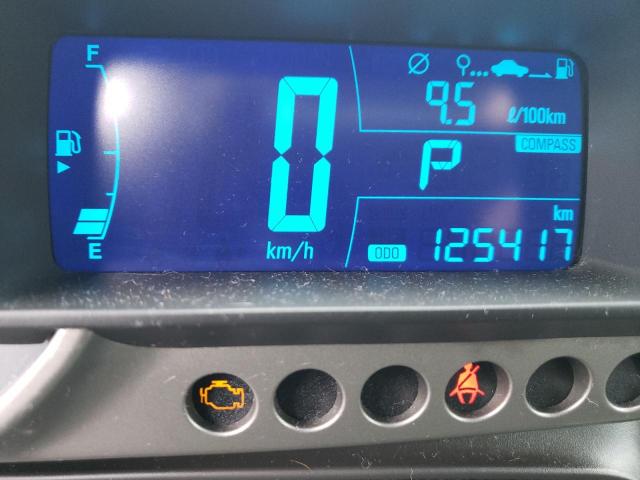 F
Ø
9.5 ℓ/100km
0
COMPASS
P
km
E
km/h
ODO 125417